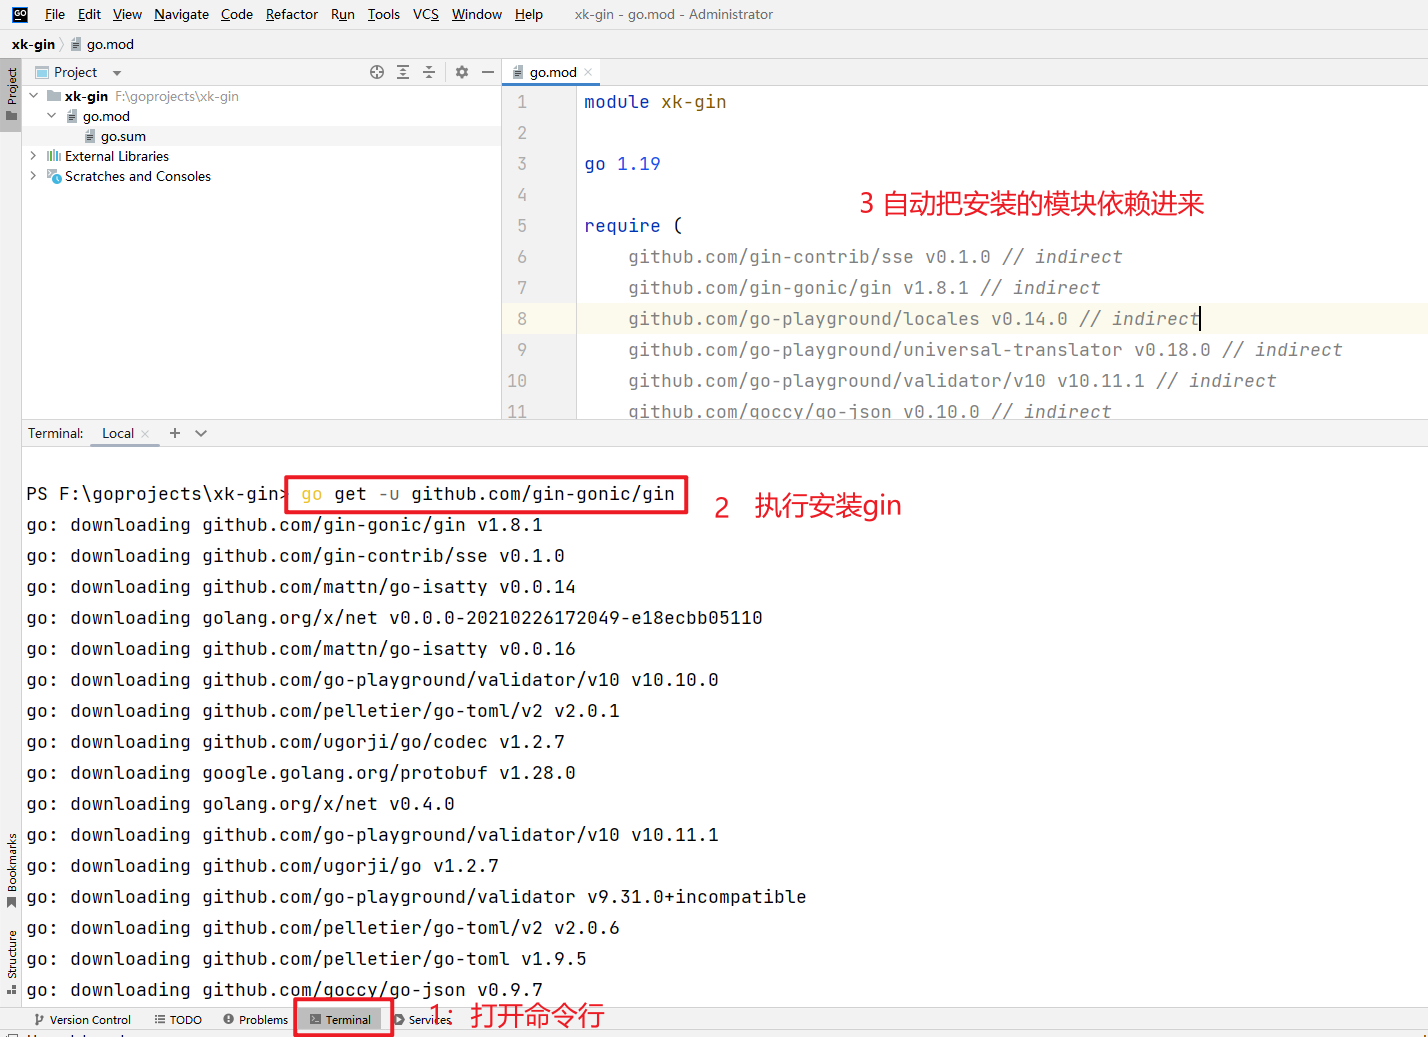 GO File Edit View Navigate Code Refactor Run Tools VCS Window Help xk-gin - go.mod - Administrator
xk-gin go.mod
Project
Project
go.mod
xk-gin F:\goprojects\xk-gin
go.mod
go.sum
External Libraries
Scratches and Consoles
1 module xk-gin
2
3 go 1.19
3 自动把安装的模块依赖进来
4
5 require (
6 github.com/gin-contrib/sse v0.1.0 // indirect
7 github.com/gin-gonic/gin v1.8.1 // indirect
8 github.com/go-playground/locales v0.14.0 // indirect
9 github.com/go-playground/universal-translator v0.18.0 // indirect
10 github.com/go-playground/validator/v10 v10.11.1 // indirect
11 github.com/goccy/go-json v0.10.0 // indirect
Terminal: Local
PS F:\goprojects\xk-gin> go get -u github.com/gin-gonic/gin
2 执行安装gin
go: downloading github.com/gin-gonic/gin v1.8.1
go: downloading github.com/gin-contrib/sse v0.1.0
go: downloading github.com/mattn/go-isatty v0.0.14
go: downloading golang.org/x/net v0.0.0-20210226172049-e18ecbb05110
go: downloading github.com/mattn/go-isatty v0.0.16
go: downloading github.com/go-playground/validator/v10 v10.10.0
go: downloading github.com/pelletier/go-toml/v2 v2.0.1
go: downloading github.com/ugorji/go/codec v1.2.7
go: downloading google.golang.org/protobuf v1.28.0
go: downloading golang.org/x/net v0.4.0
go: downloading github.com/go-playground/validator/v10 v10.11.1
go: downloading github.com/ugorji/go v1.2.7
go: downloading github.com/go-playground/validator v9.31.0+incompatible
go: downloading github.com/pelletier/go-toml/v2 v2.0.6
go: downloading github.com/pelletier/go-toml v1.9.5
go: downloading github.com/goccy/go-json v0.9.7
Bookmarks
Structure
Version Control TODO Problems Terminal Services
1：打开命令行